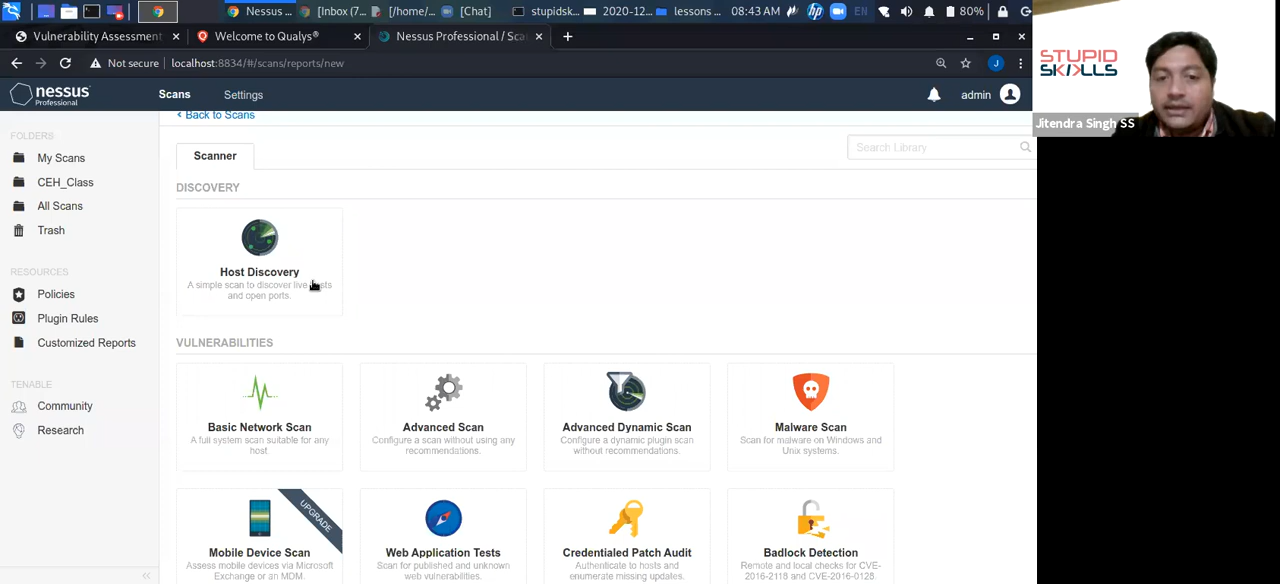 Nessus ...
[Inbox (7...
[/home/...
[Chat]
stupidsk...
2020-12...
lessons ...
08:43 AM
EN
80%
Vulnerability Assessment
Welcome to Qualys®
Nessus Professional / Sca
Not secure
localhost:8834/#/scans/reports/new
J
nessus
Professional
Scans
Settings
admin
FOLDERS
My Scans
CEH_Class
All Scans
Trash
RESOURCES
Policies
Plugin Rules
Customized Reports
TENABLE
Community
Research
‹ Back to Scans
Scanner
Search Library
DISCOVERY
Host Discovery
A simple scan to discover live hosts
and open ports.
VULNERABILITIES
Basic Network Scan
A full system scan suitable for any
host.
Advanced Scan
Configure a scan without using any
recommendations.
Advanced Dynamic Scan
Configure a dynamic plugin scan
without recommendations.
Malware Scan
Scan for malware on Windows and
Unix systems.
UPGRADE
Mobile Device Scan
Assess mobile devices via Microsoft
Exchange or an MDM.
Web Application Tests
Scan for published and unknown
web vulnerabilities.
Credentialed Patch Audit
Authenticate to hosts and
enumerate missing updates.
Badlock Detection
Remote and local checks for CVE-
2016-2118 and CVE-2016-0128.
STUPID
SKILLS
Jitendra Singh SS